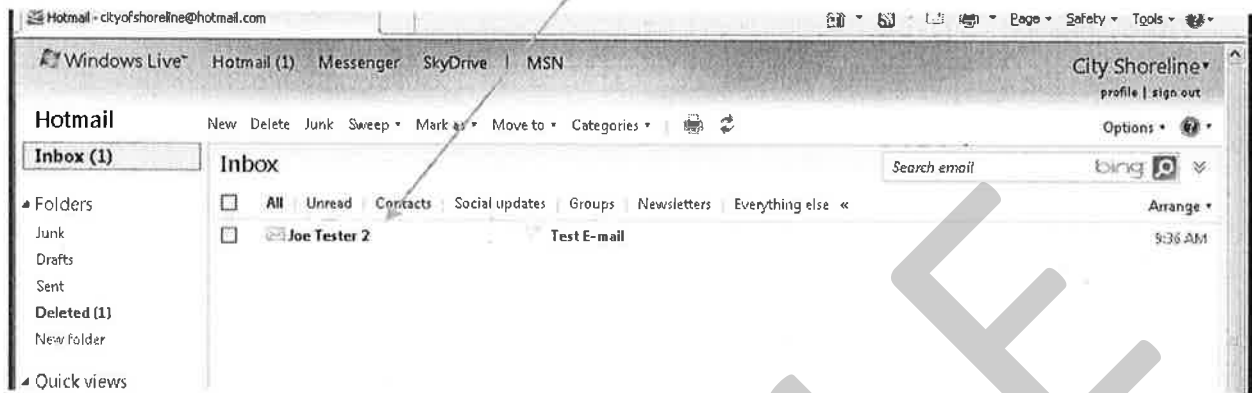 Hotmail - cityofshoreline@hotmail.com
Page Safety Tools
Windows Live™ Hotmail (1) Messenger SkyDrive | MSN City Shoreline
profile | sign out
Hotmail New Delete Junk Sweep Mark as Move to Categories Options
Inbox (1) Inbox Search email bing
Folders All Unread Contacts Social updates Groups Newsletters Everything else « Arrange
Junk Joe Tester 2 Test E-mail 9:36 AM
Drafts
Sent
Deleted (1)
New folder
Quick views